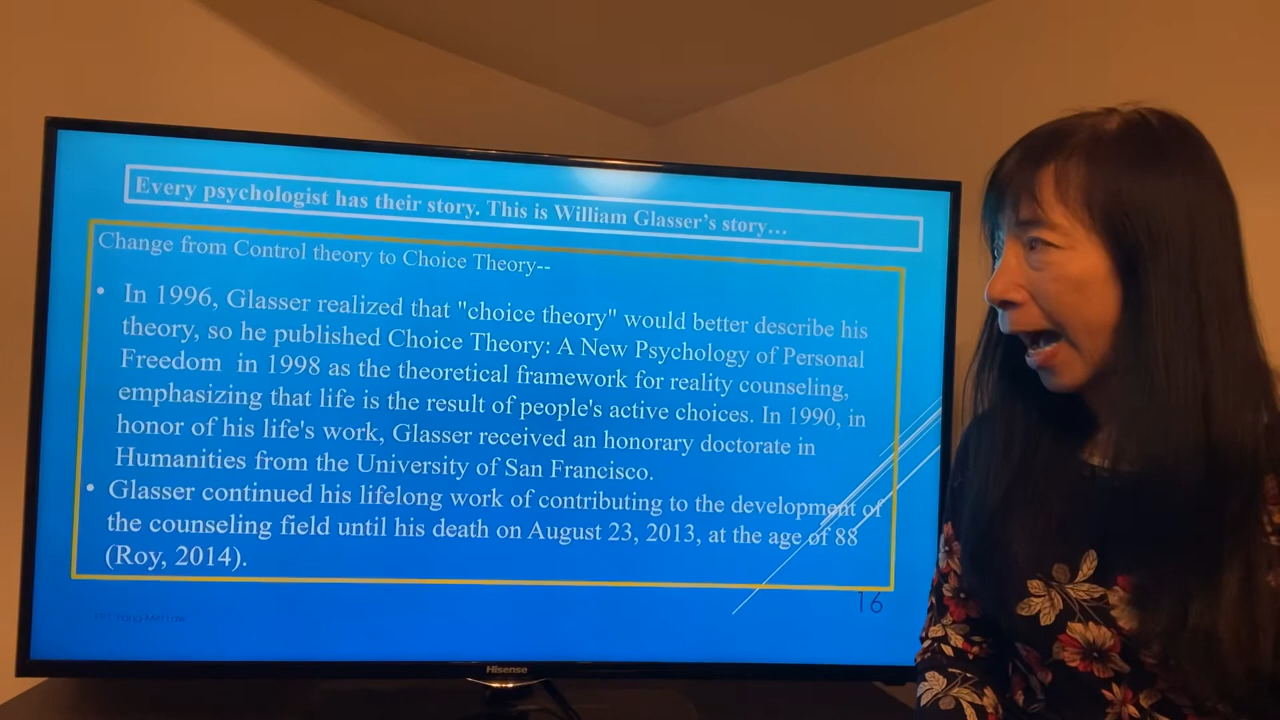 Every psychologist has their story. This is William Glasser's story…
Change from Control theory to Choice Theory--
• In 1996, Glasser realized that "choice theory" would better describe his
theory, so he published Choice Theory: A New Psychology of Personal
Freedom in 1998 as the theoretical framework for reality counseling,
emphasizing that life is the result of people's active choices. In 1990, in
honor of his life's work, Glasser received an honorary doctorate in
Humanities from the University of San Francisco.
• Glasser continued his lifelong work of contributing to the development of
the counseling field until his death on August 23, 2013, at the age of 88
(Roy, 2014).
16
Hisense